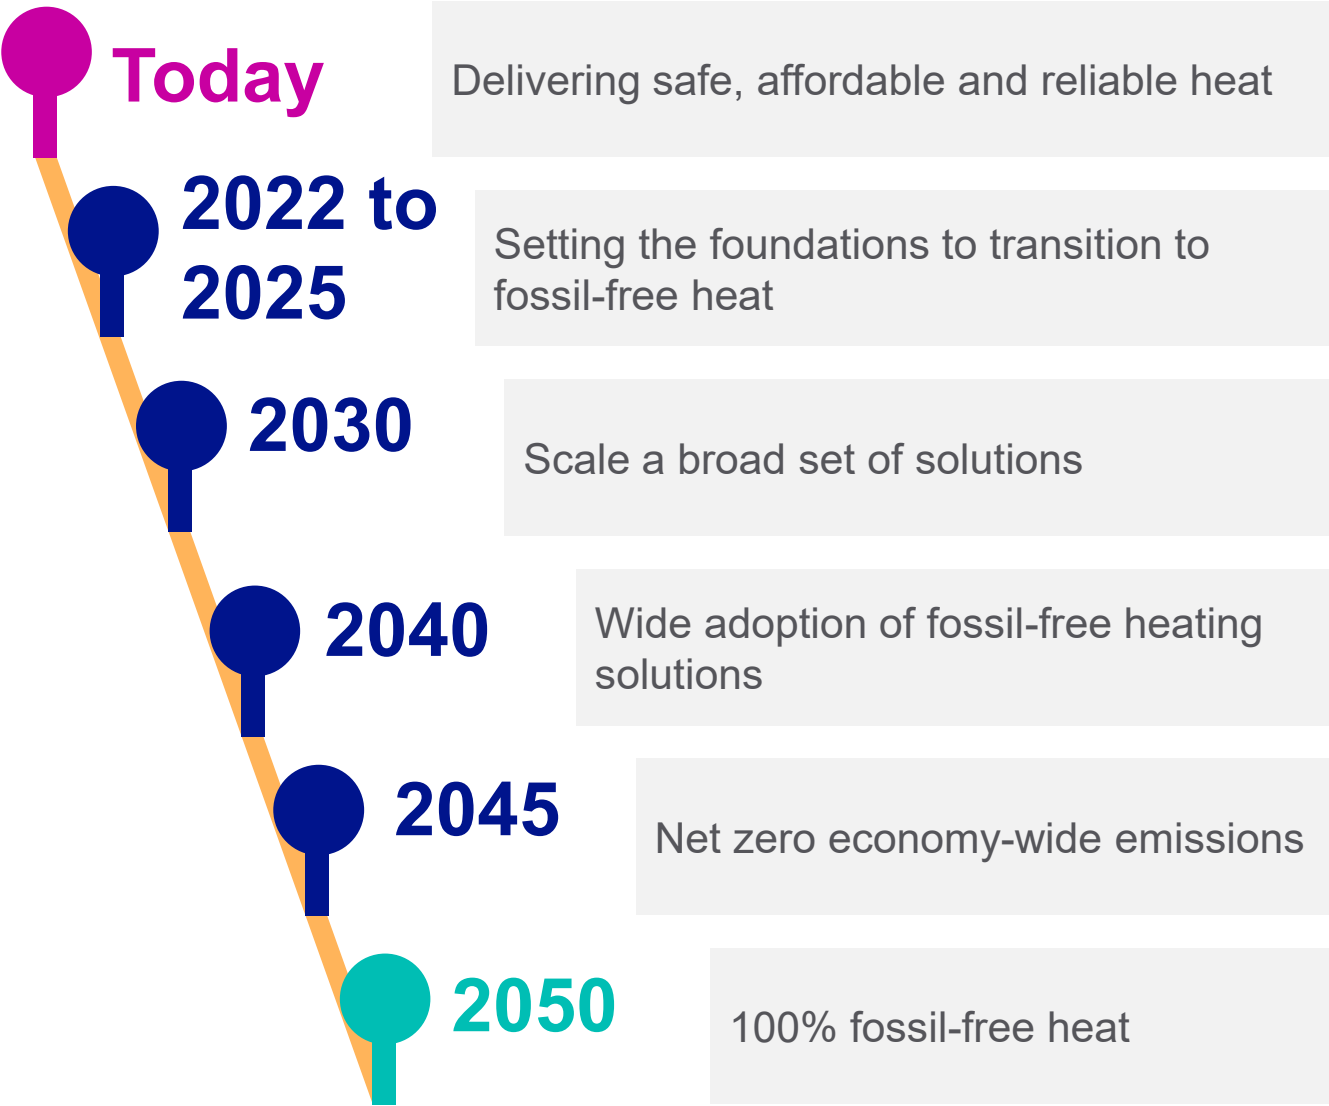 Today
Delivering safe, affordable and reliable heat
2022 to
2025
Setting the foundations to transition to
fossil-free heat
2030
Scale a broad set of solutions
2040
Wide adoption of fossil-free heating
solutions
2045
Net zero economy-wide emissions
2050
100% fossil-free heat